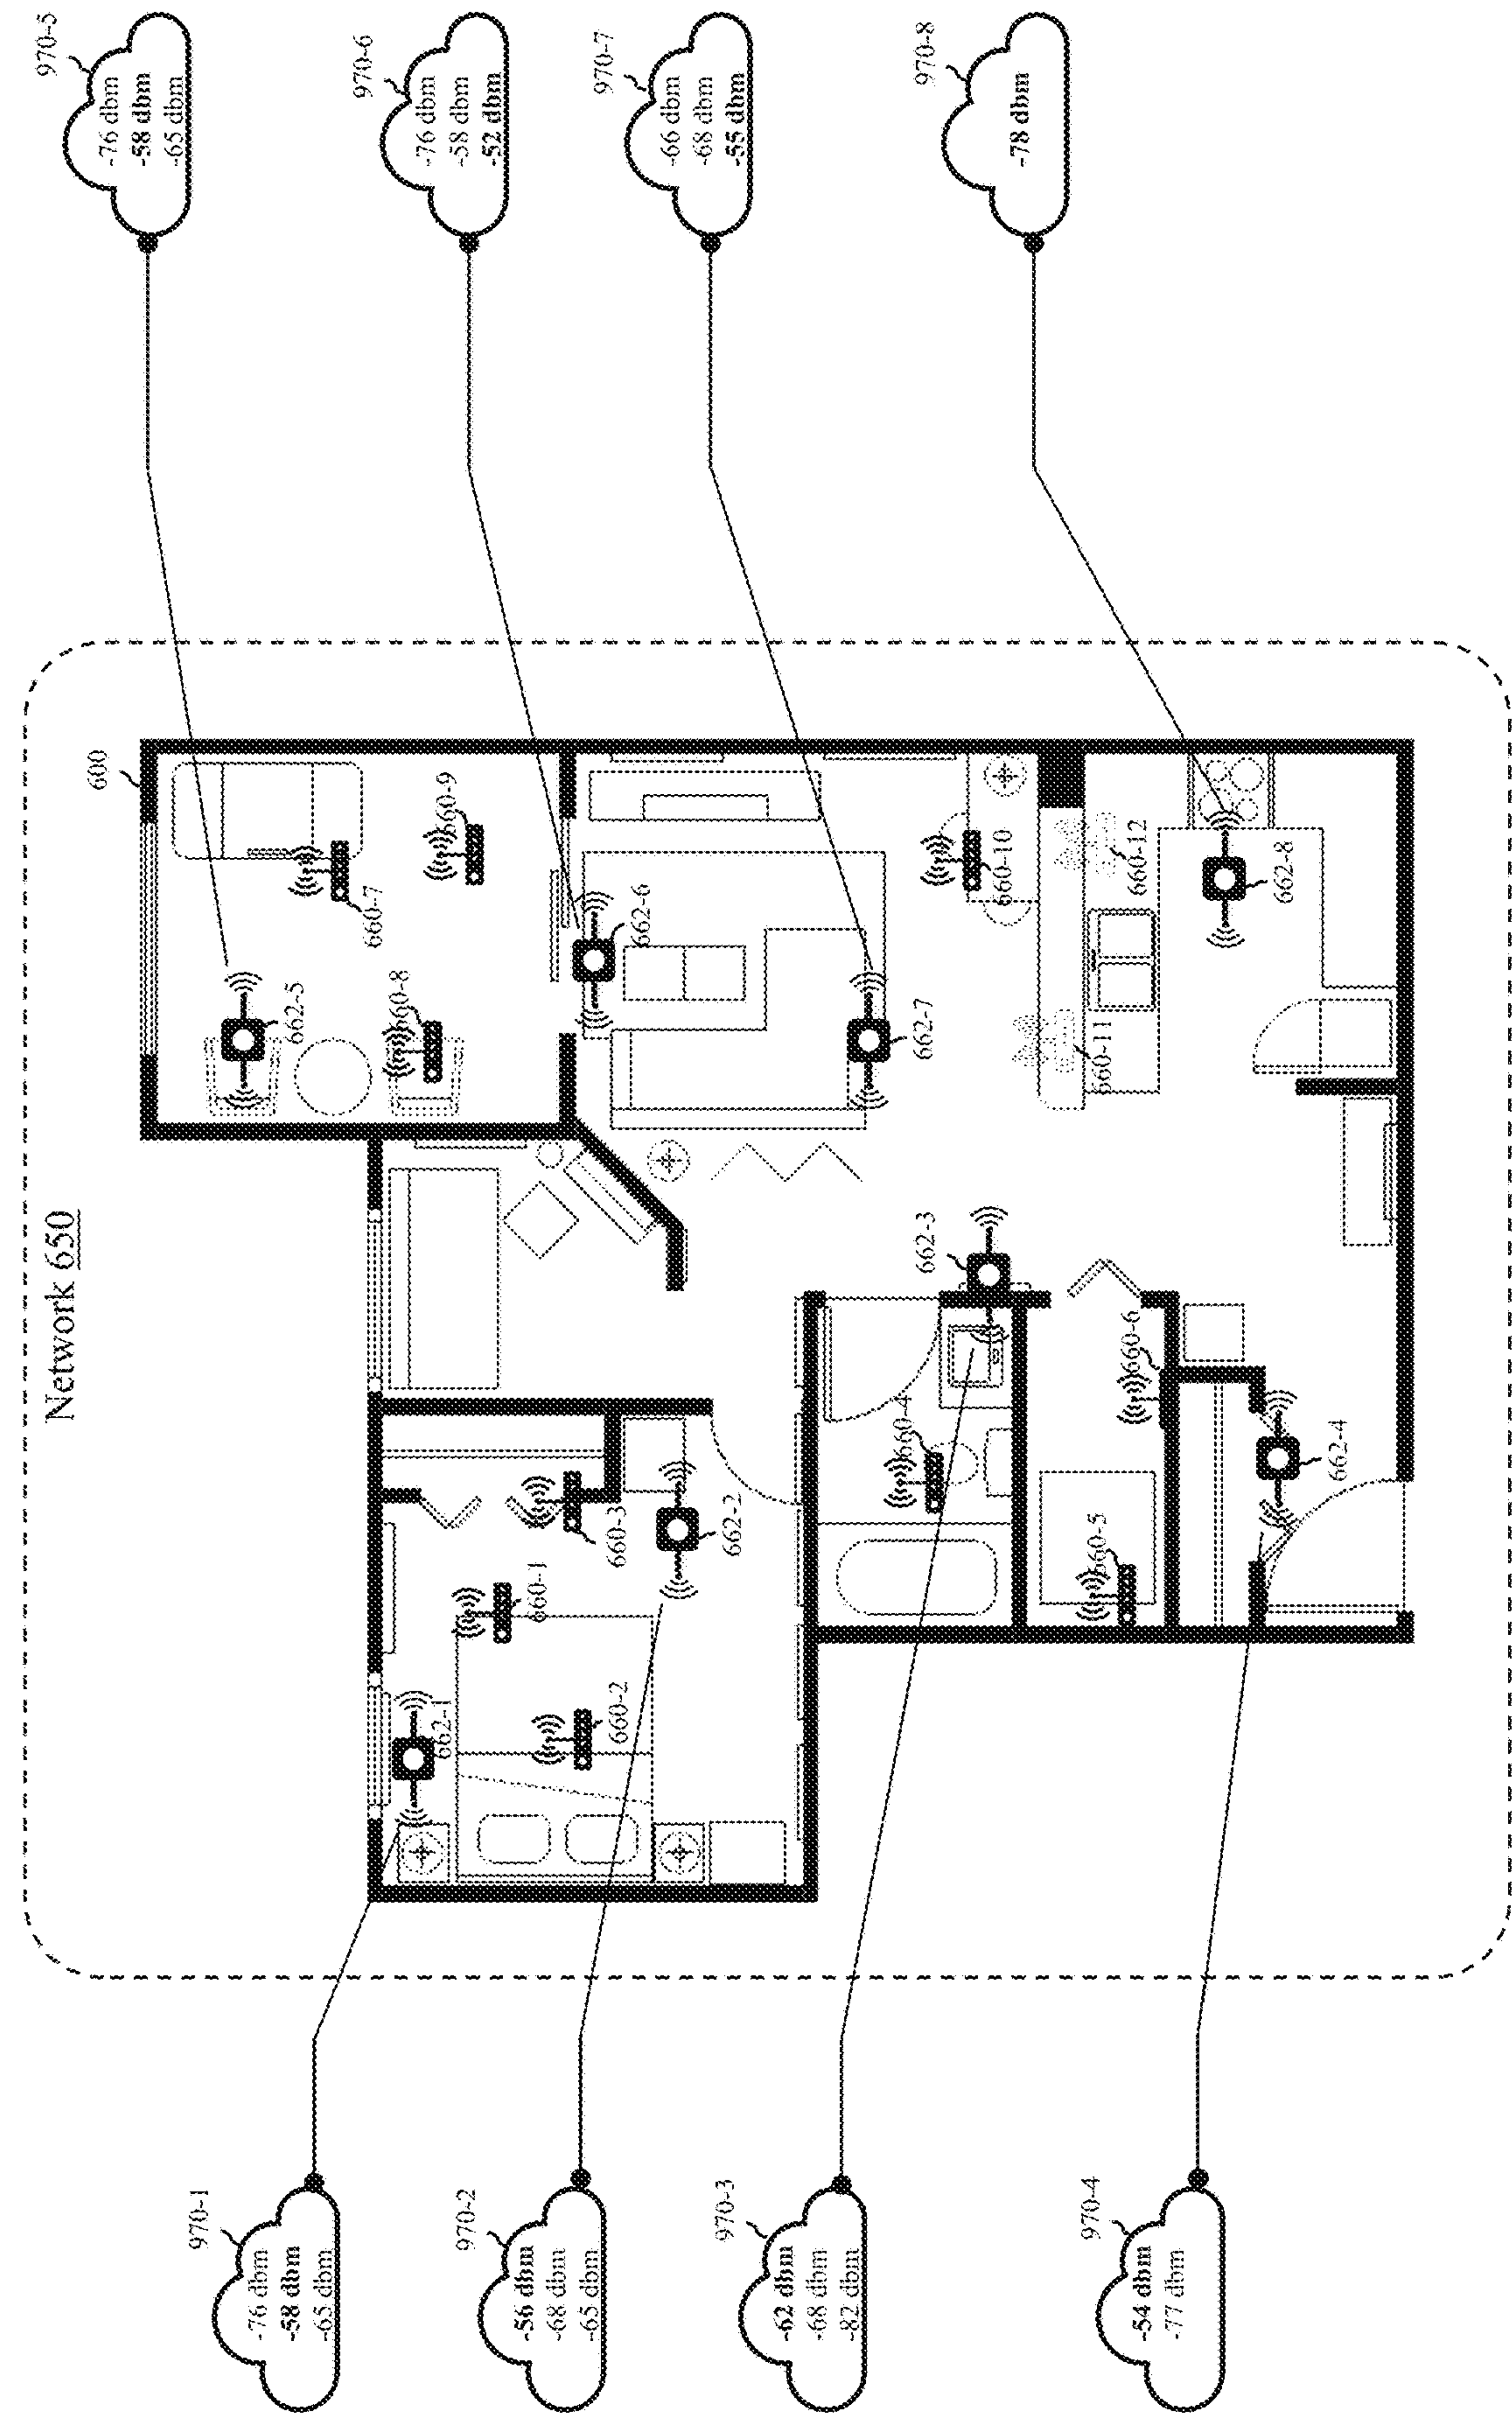 Network 650
600
970-1
-76 dbm
-58 dbm
-65 dbm
970-2
-56 dbm
-68 dbm
-65 dbm
970-3
-62 dbm
-68 dbm
-82 dbm
970-4
-54 dbm
-77 dbm
970-5
-76 dbm
-58 dbm
-65 dbm
970-6
-76 dbm
-58 dbm
-52 dbm
970-7
-66 dbm
-68 dbm
-55 dbm
970-8
-78 dbm
662-1
660-1
660-2
660-3
662-2
660-4
662-3
660-5
660-6
662-4
662-5
660-7
660-8
660-9
662-6
662-7
660-10
660-11
660-12
662-8